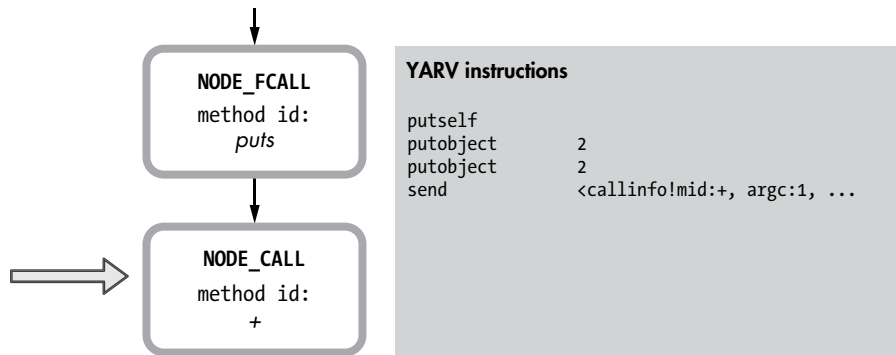 NODE_FCALL
method id:
puts
NODE_CALL
method id:
+
YARV instructions
putself
putobject 2
putobject 2
send <callinfo!mid:+, argc:1, ...